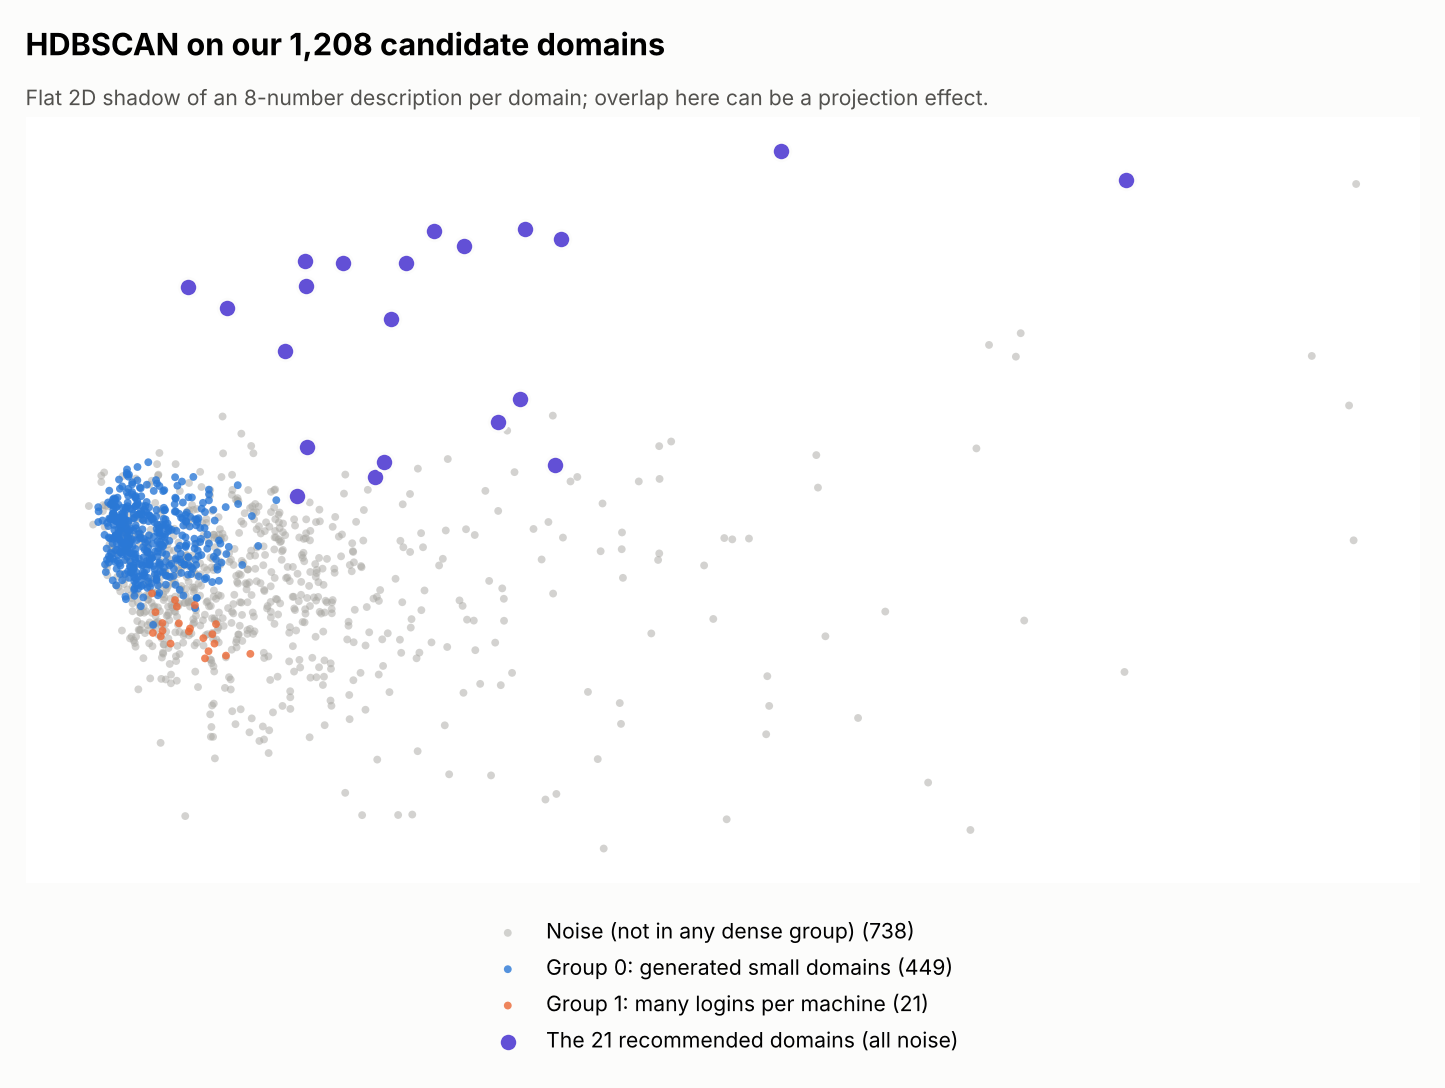 HDBSCAN on our 1,208 candidate domains
Flat 2D shadow of an 8-number description per domain; overlap here can be a projection effect.
Noise (not in any dense group) (738)
Group 0: generated small domains (449)
Group 1: many logins per machine (21)
The 21 recommended domains (all noise)